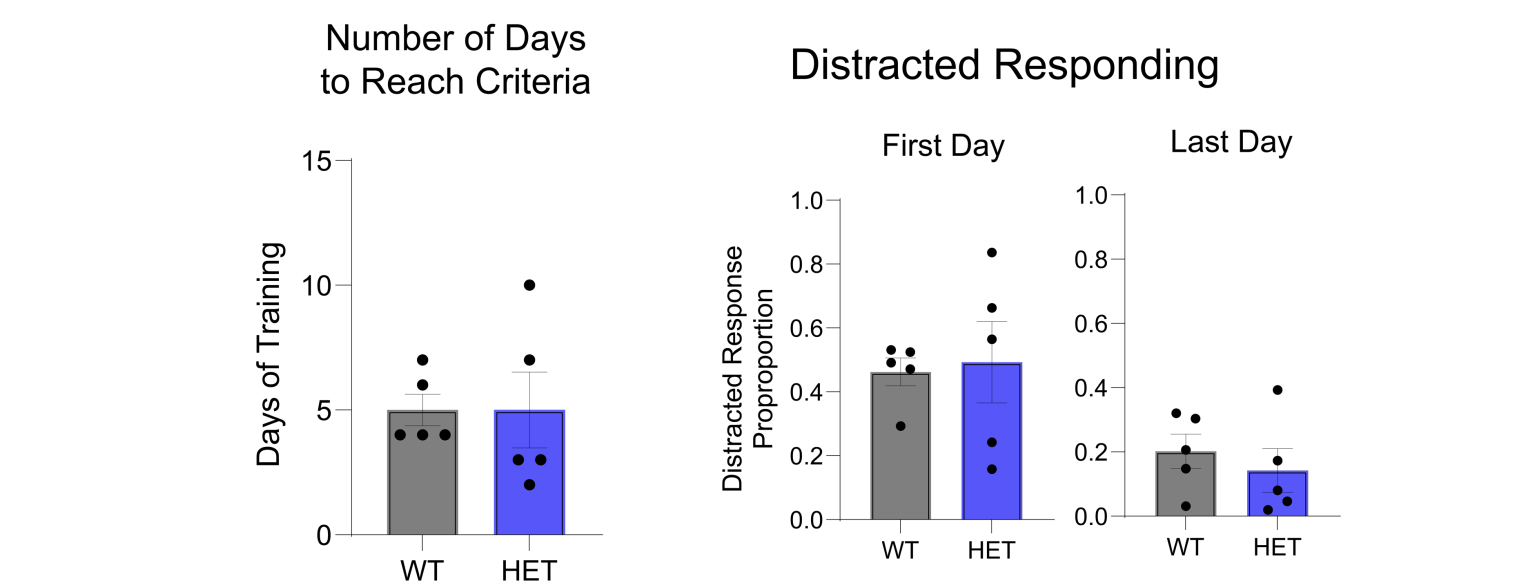 Number of Days
to Reach Criteria
Days of Training
15
10
5
0
WT
HET
Distracted Responding
First Day
Distracted Response
Proproportion
1.0
0.8
0.6
0.4
0.2
0.0
WT
HET
Last Day
1.0
0.8
0.6
0.4
0.2
0.0
WT
HET